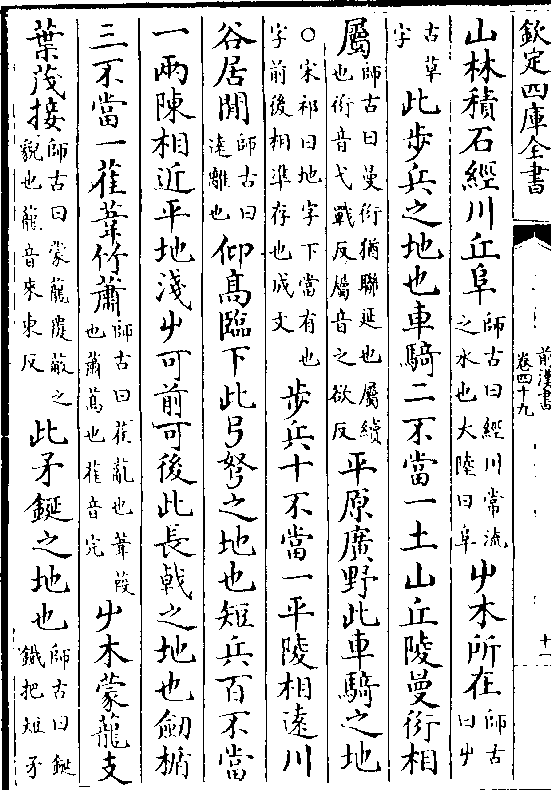 欽定四庫全書
前漢書
卷四十九
十一
山林積石經川丘阜師古曰經川常流之水也大陸曰阜屮木所在師古曰屮
古草字此步兵之地也車騎二不當一土山丘陵曼衍相
屬師古曰曼衍猶聯延也屬續也衍音弋戰反屬音之欲反平原廣野此車騎之地
○宋祁曰地字下當有也字前後相準存也成文步兵十不當一平陵相遠川
谷居閒師古曰遠離也仰髙臨下此弓弩之地也短兵百不當
一兩陳相近平地淺屮可前可後此長戟之地也劒楯
三不當一萑葦竹蕭師古曰萑薍也葦葭也蕭蒿也萑音完屮木蒙蘢支
葉茂接師古曰蒙蘢覆蔽之貌也蘢音來東反此矛鋋之地也師古曰鋋鐵把短矛